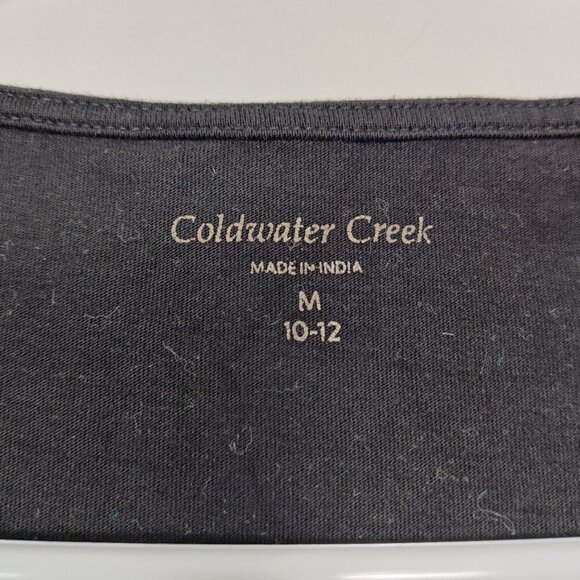 Coldwater Creek
MADE IN INDIA
M
10-12